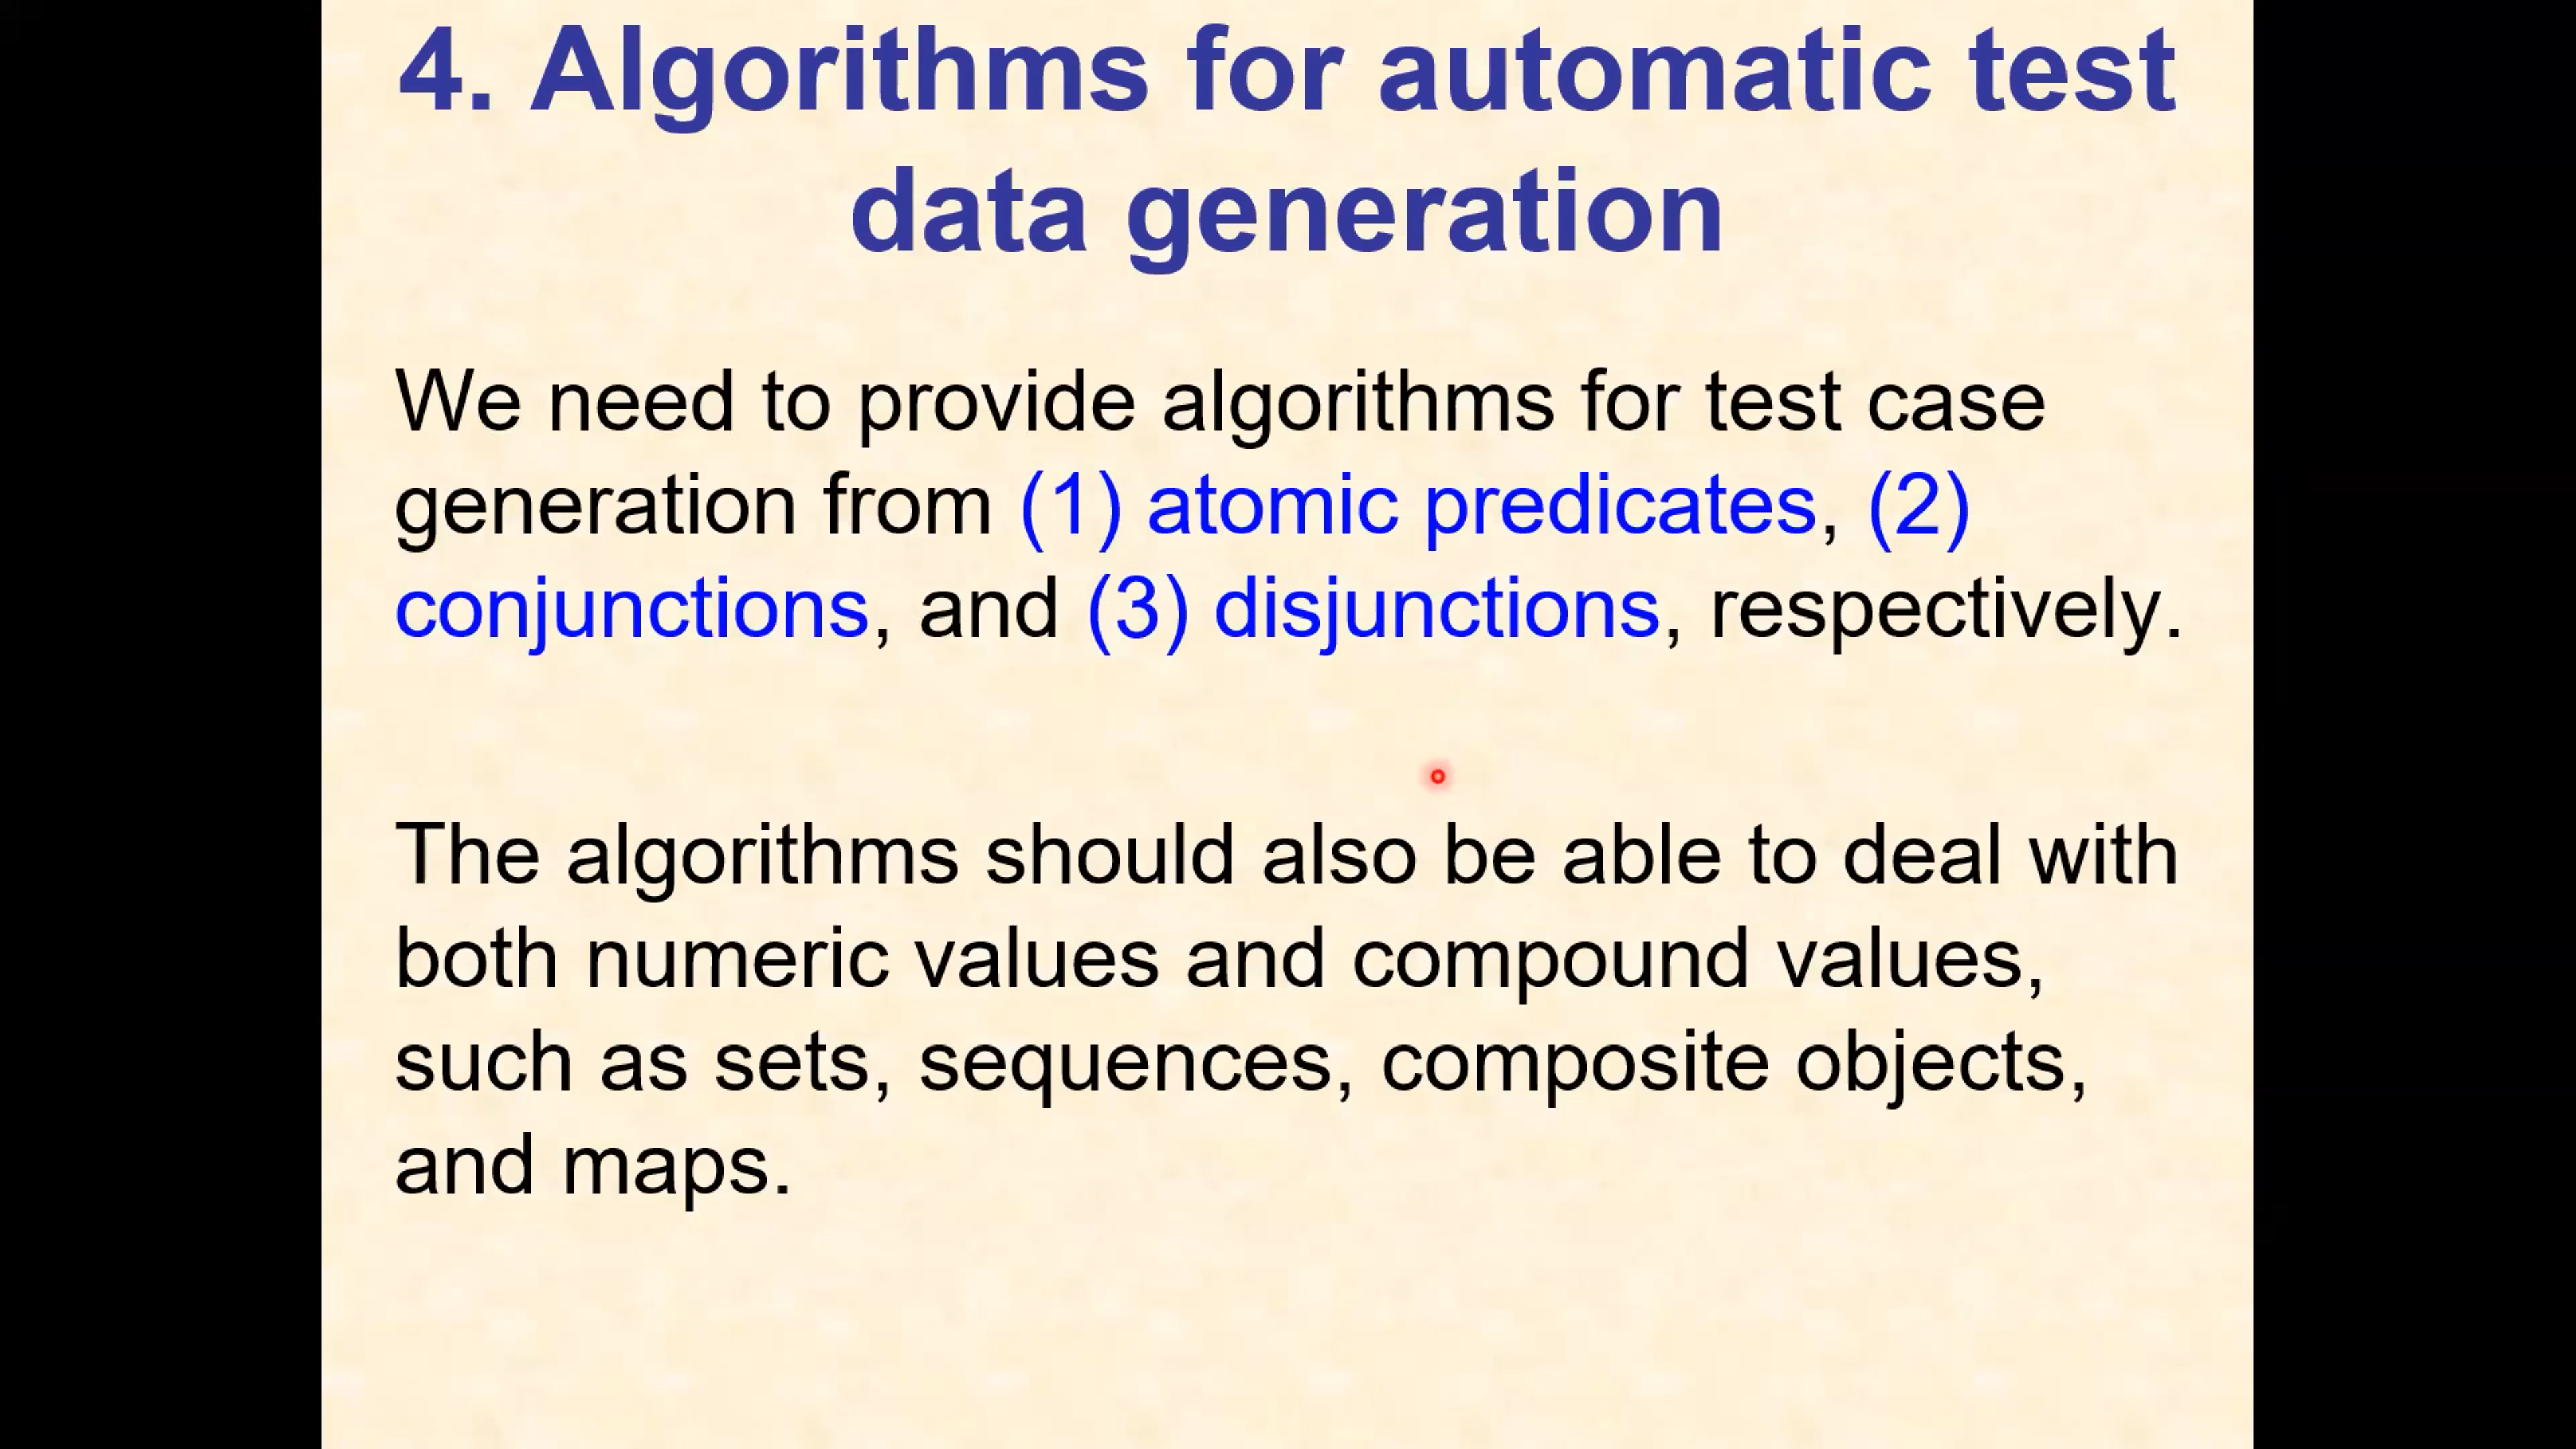 4. Algorithms for automatic test
data generation
We need to provide algorithms for test case
generation from (1) atomic predicates, (2)
conjunctions, and (3) disjunctions, respectively.
The algorithms should also be able to deal with
both numeric values and compound values,
such as sets, sequences, composite objects,
and maps.